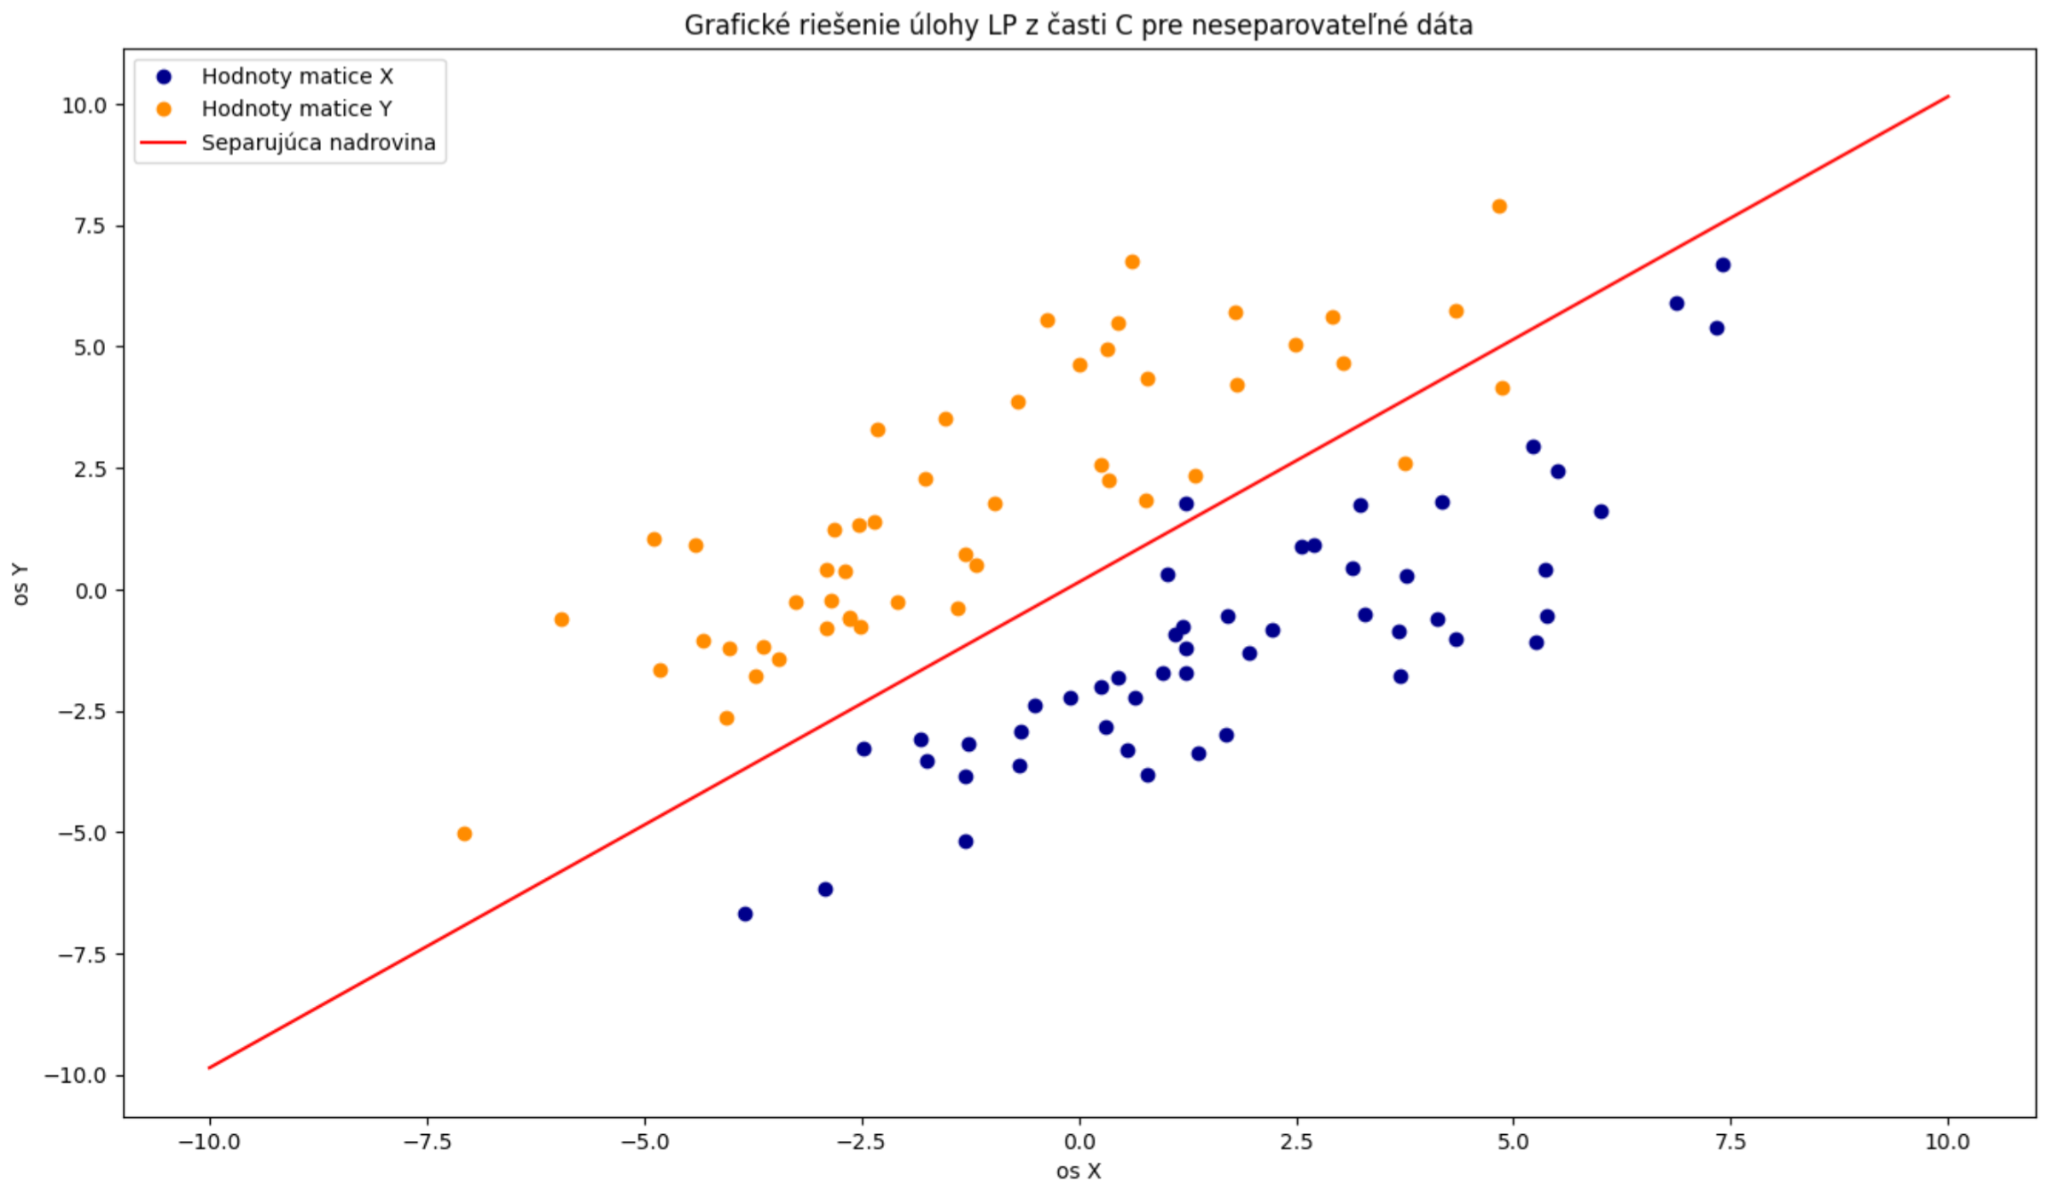 Grafické riešenie úlohy LP z časti C pre neseparovateľné dáta
Hodnoty matice X
Hodnoty matice Y
Separujúca nadrovina
10.0
7.5
5.0
2.5
0.0
−2.5
−5.0
−7.5
−10.0
os Y
−10.0 −7.5 −5.0 −2.5 0.0 2.5 5.0 7.5 10.0
os X